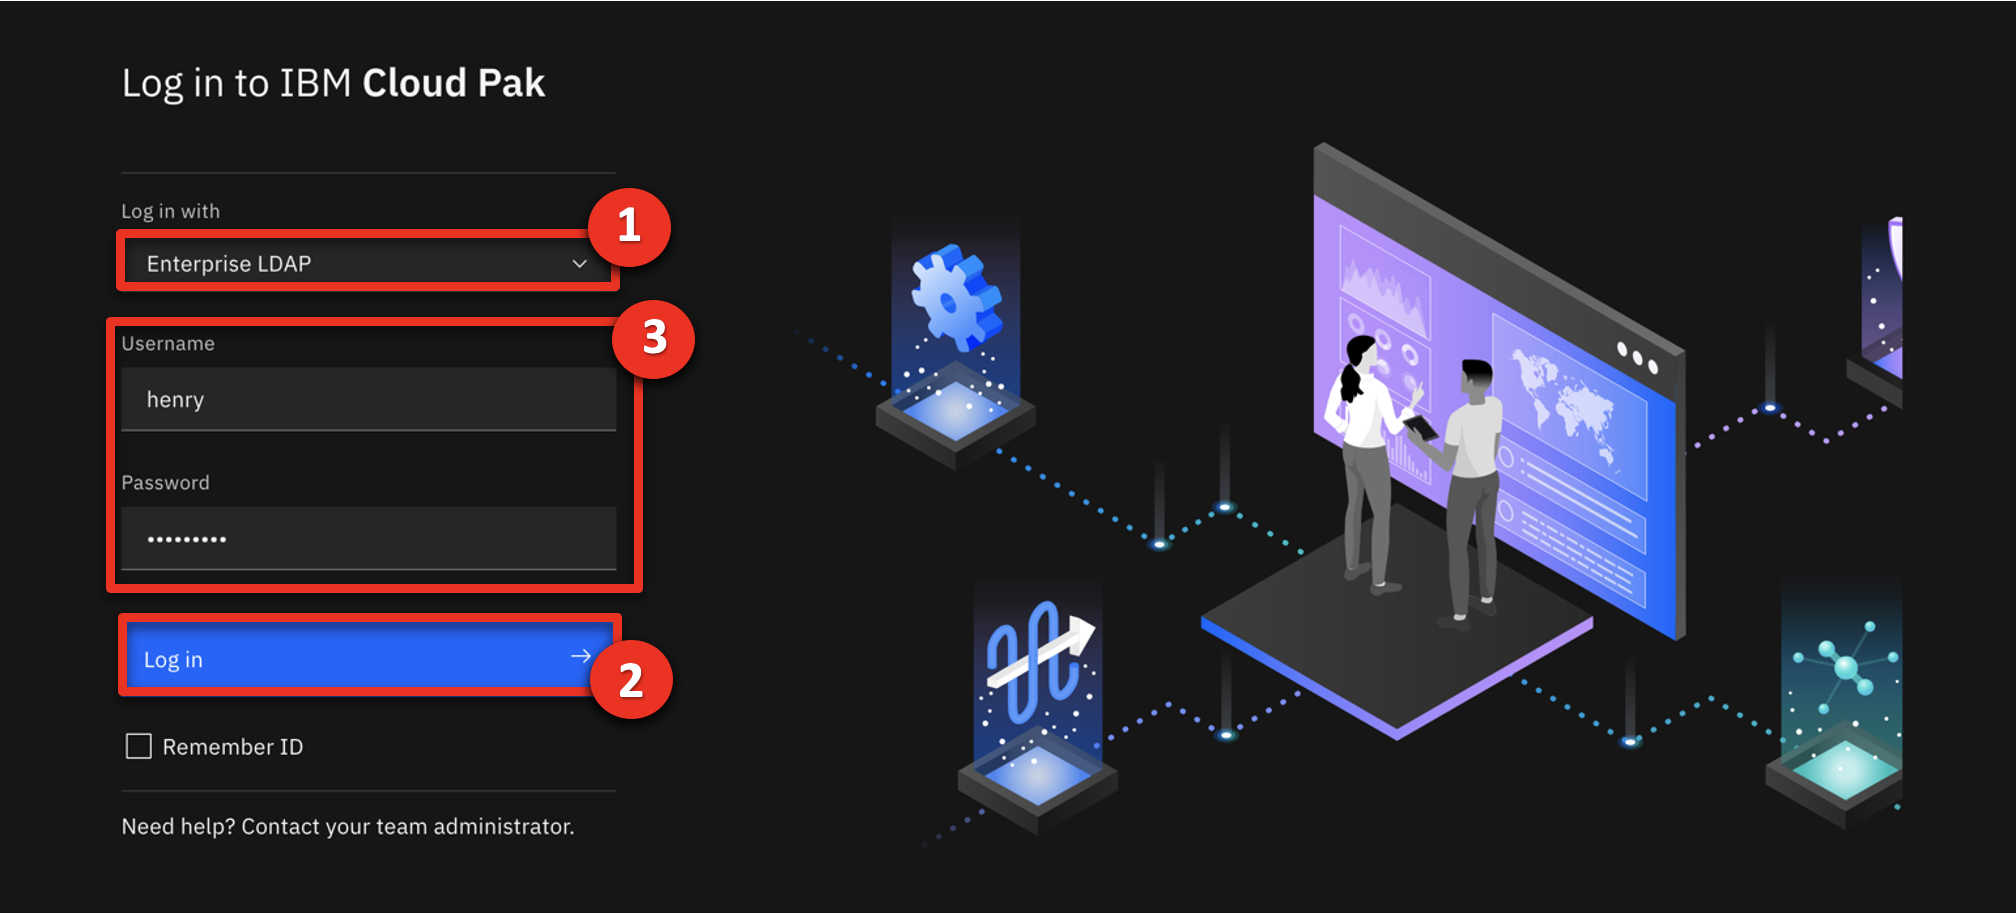 Log in to IBM Cloud Pak
Log in with
1
Enterprise LDAP
3
Username
henry
Password
•••••••••
Log in
2
Remember ID
Need help? Contact your team administrator.